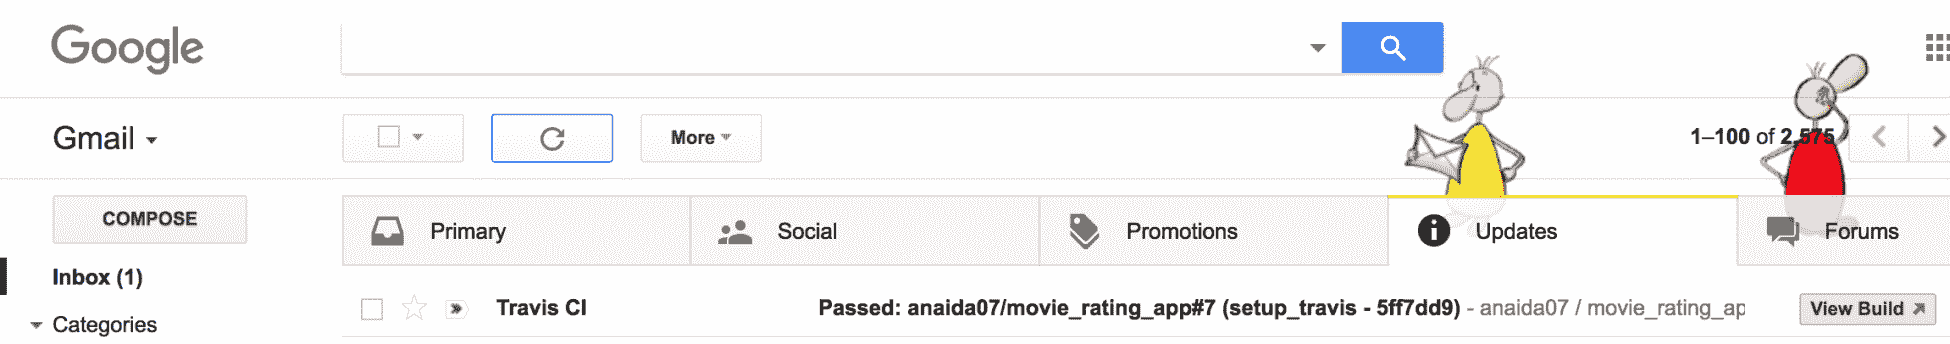 Google
Gmail
More
1–100 of 2,575
COMPOSE
Primary
Social
Promotions
Updates
Forums
Inbox (1)
Travis CI Passed: anaida07/movie_rating_app#7 (setup_travis - 5ff7dd9) - anaida07 / movie_rating_ap View Build
Categories